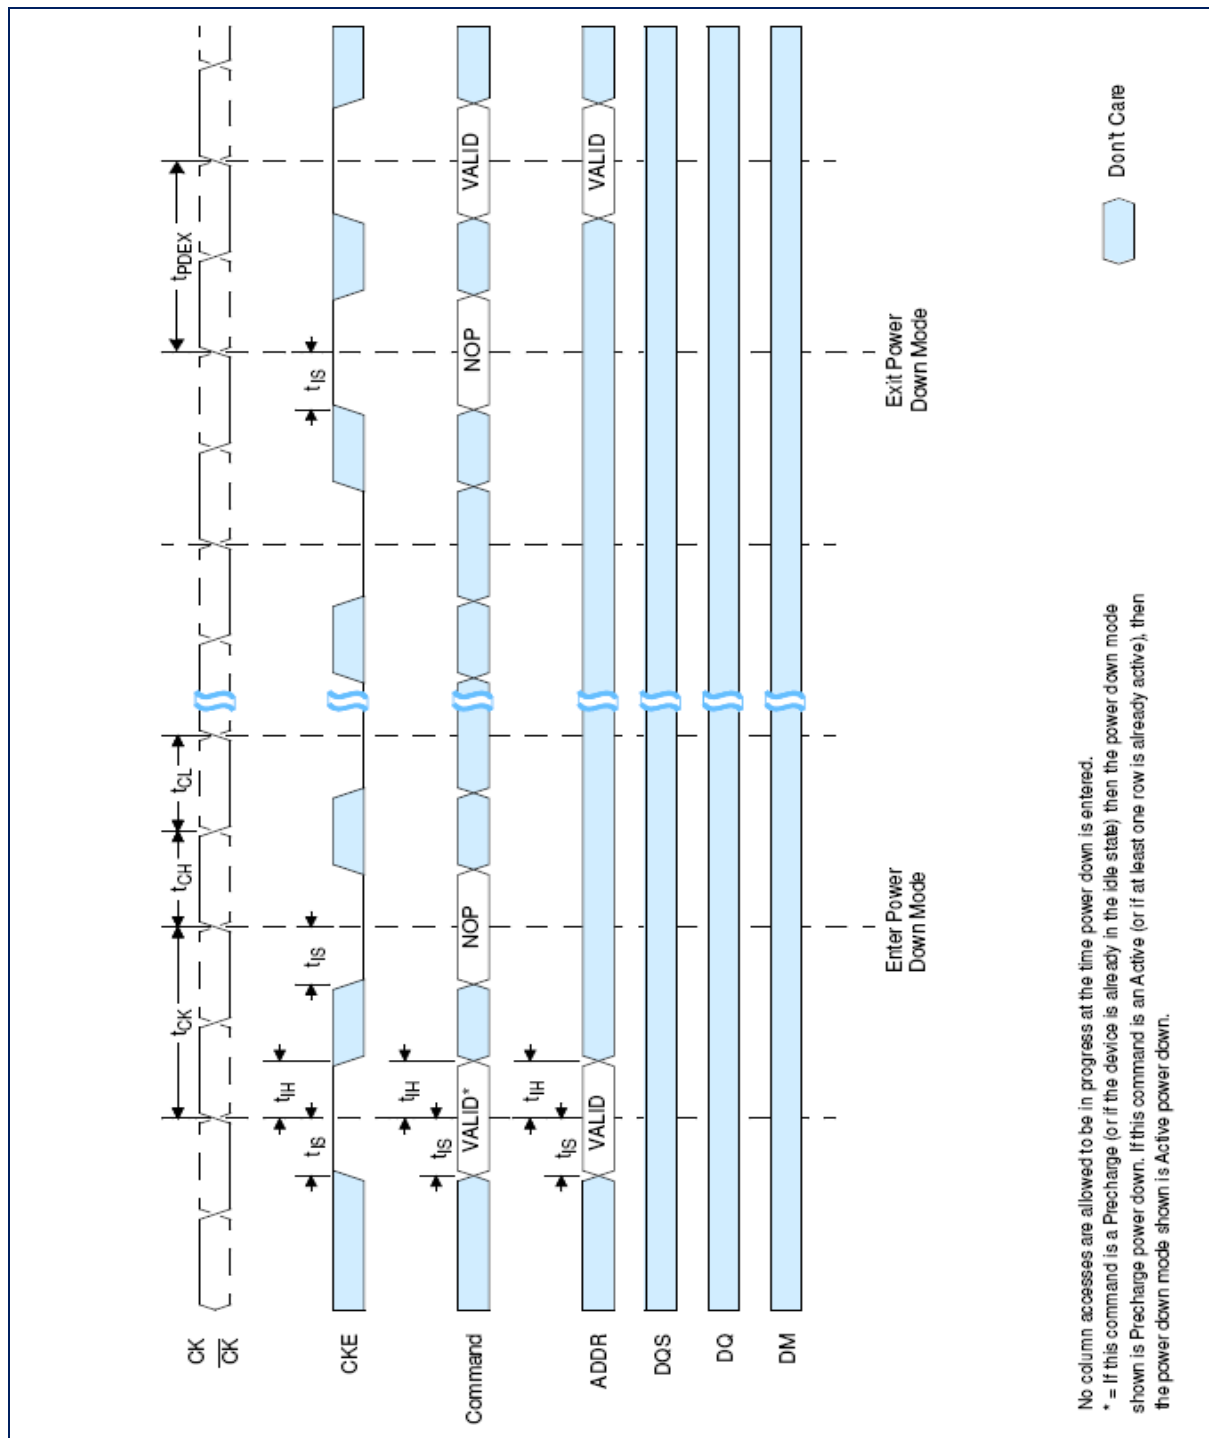 tCK
tCH
tCL
tPDEX
CK
CK
tIS
tIH
tIS
tIS
CKE
tIS
tIH
Command
VALID*
NOP
NOP
VALID
tIS
tIH
ADDR
VALID
VALID
DQS
DQ
DM
Enter Power
Down Mode
Exit Power
Down Mode
Don't Care
No column accesses are allowed to be in progress at the time power down is entered.
* = If this command is a Precharge (or if the device is already in the idle state) then the power down mode
shown is Precharge power down. If this command is an Active (or if at least one row is already active), then
the power down mode shown is Active power down.